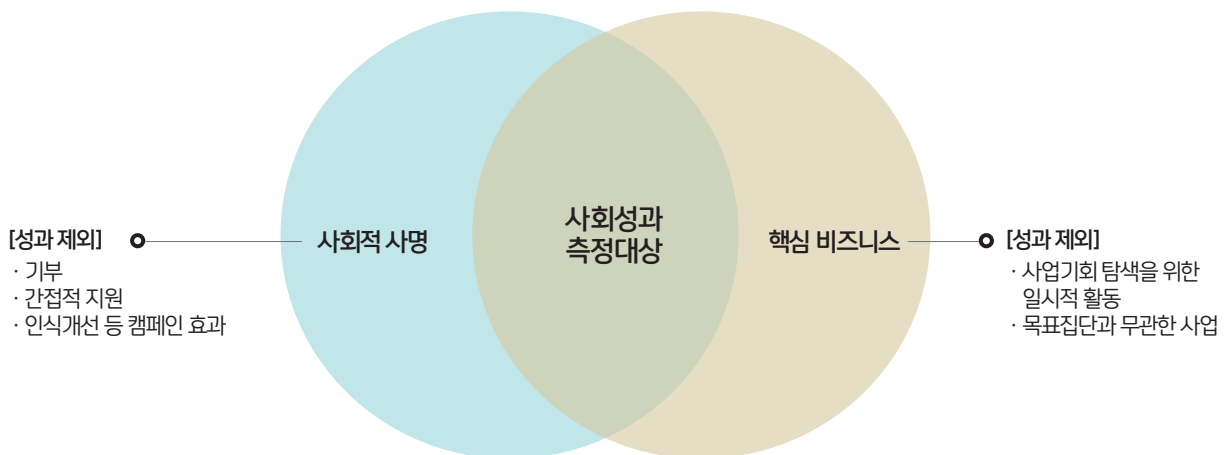 [성과 제외]
· 기부
· 간접적 지원
· 인식개선 등 캠페인 효과
사회적 사명
사회성과
측정대상
핵심 비즈니스
[성과 제외]
· 사업기회 탐색을 위한
일시적 활동
· 목표집단과 무관한 사업